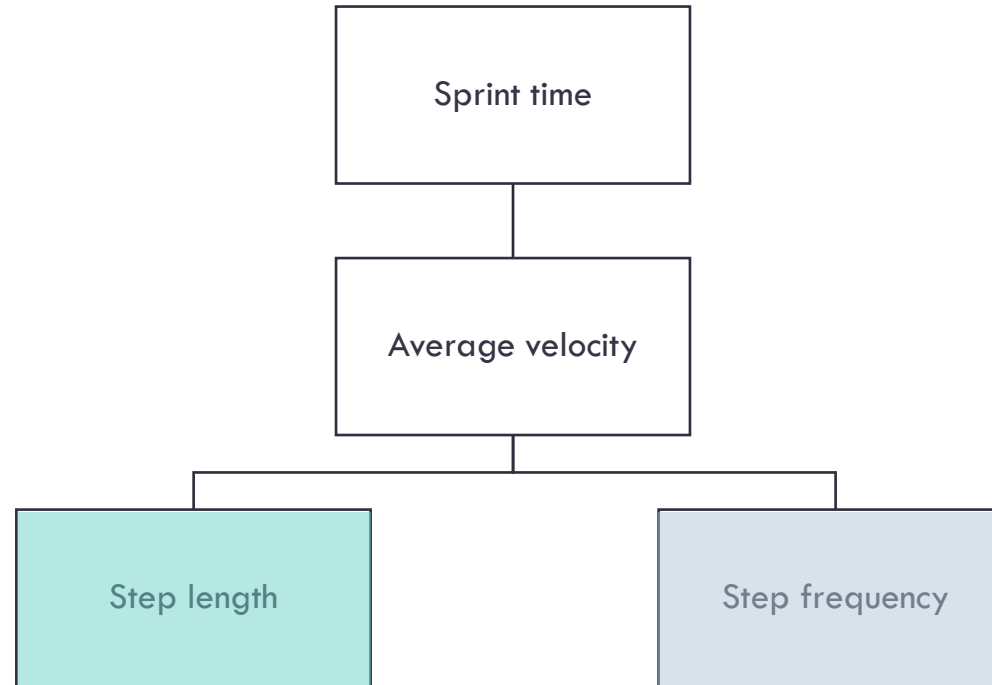 Sprint time
Average velocity
Step length
Step frequency